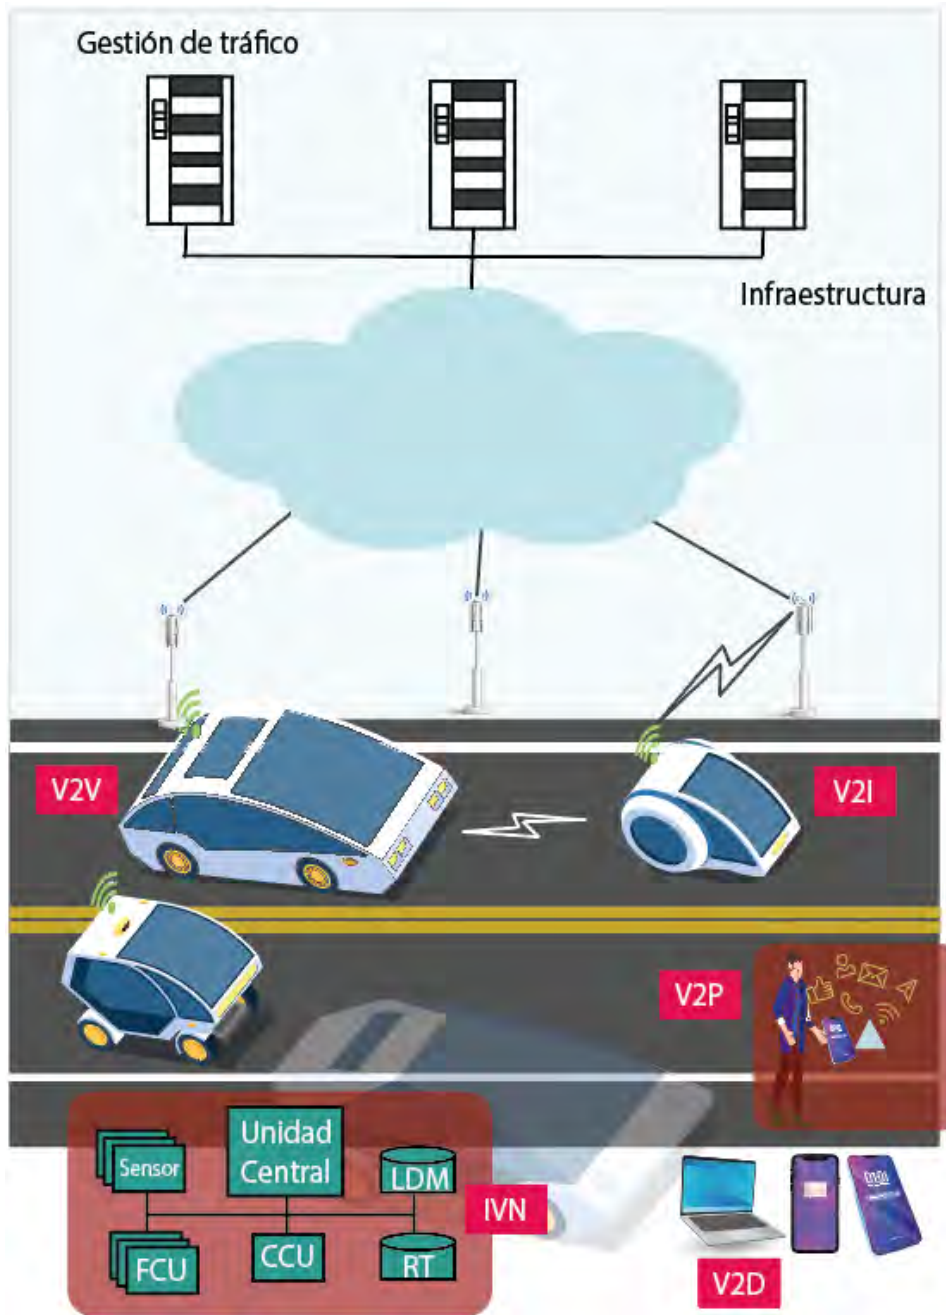 Gestión de tráfico
Infraestructura
V2V
V2I
V2P
Unidad
Central
Sensor
LDM
IVN
FCU
CCU
RT
V2D